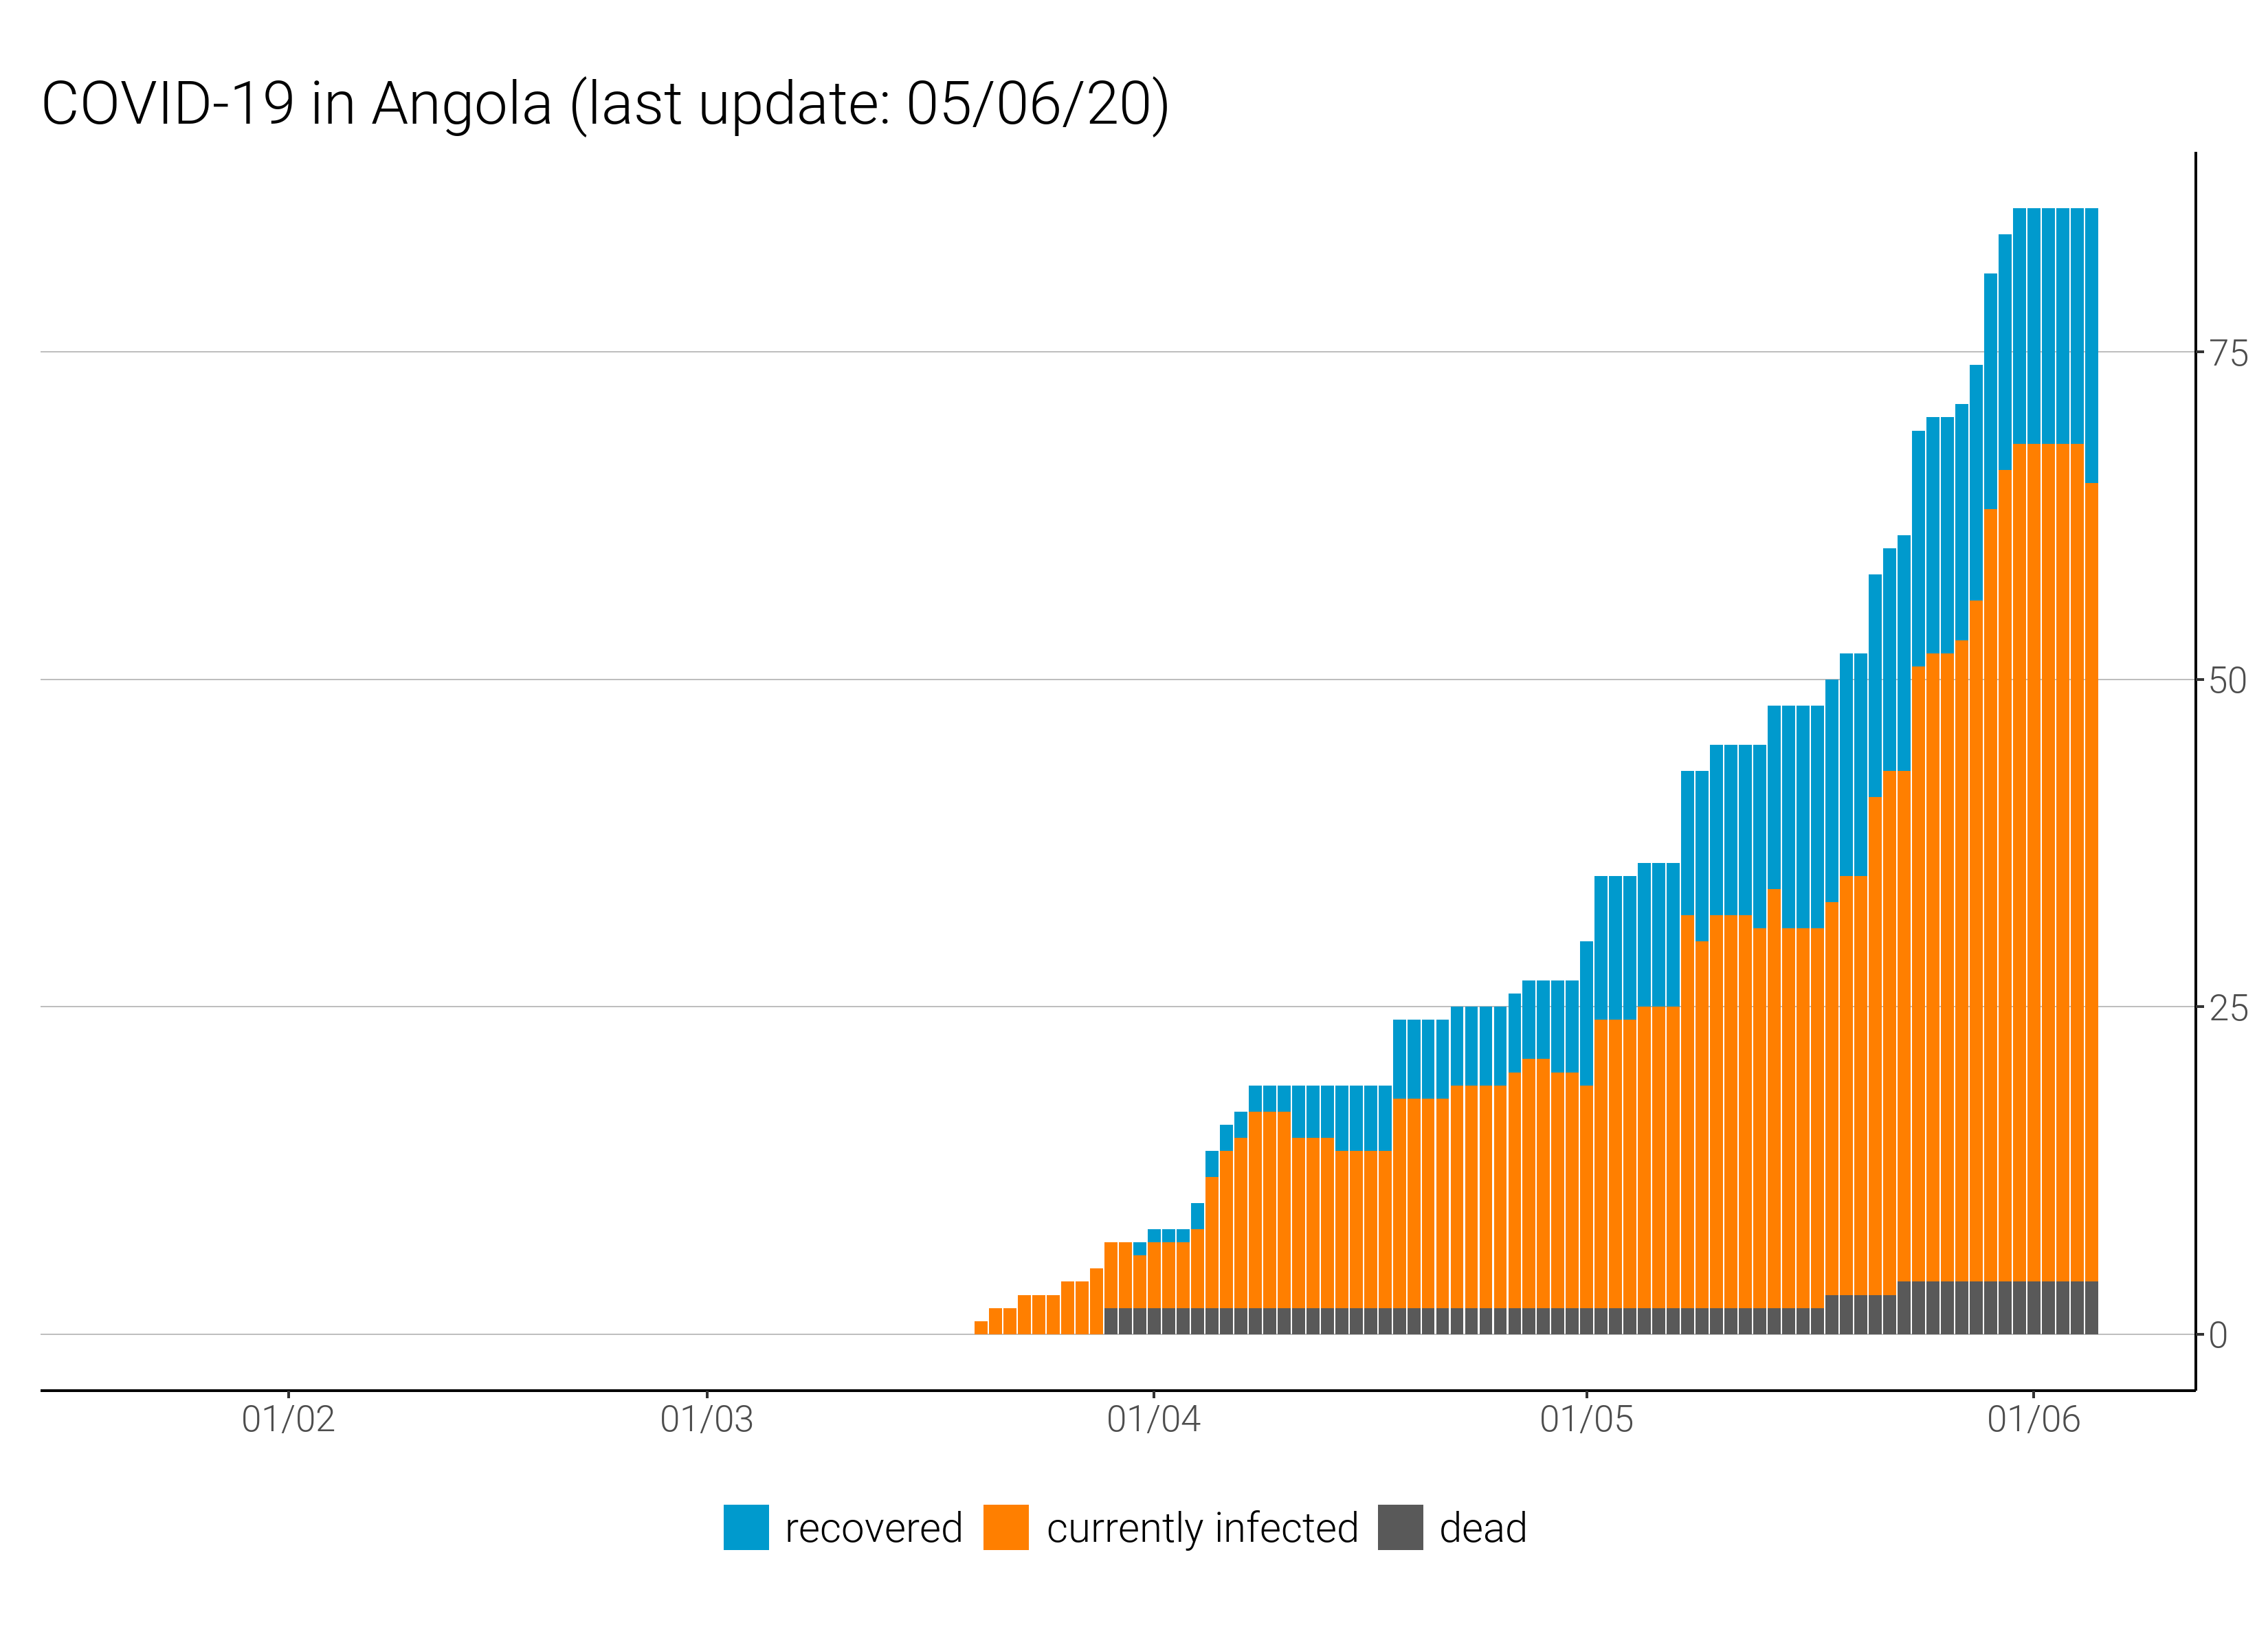 COVID-19 in Angola (last update: 05/06/20)
75
50
25
0
01/02 01/03 01/04 01/05 01/06
recovered currently infected dead